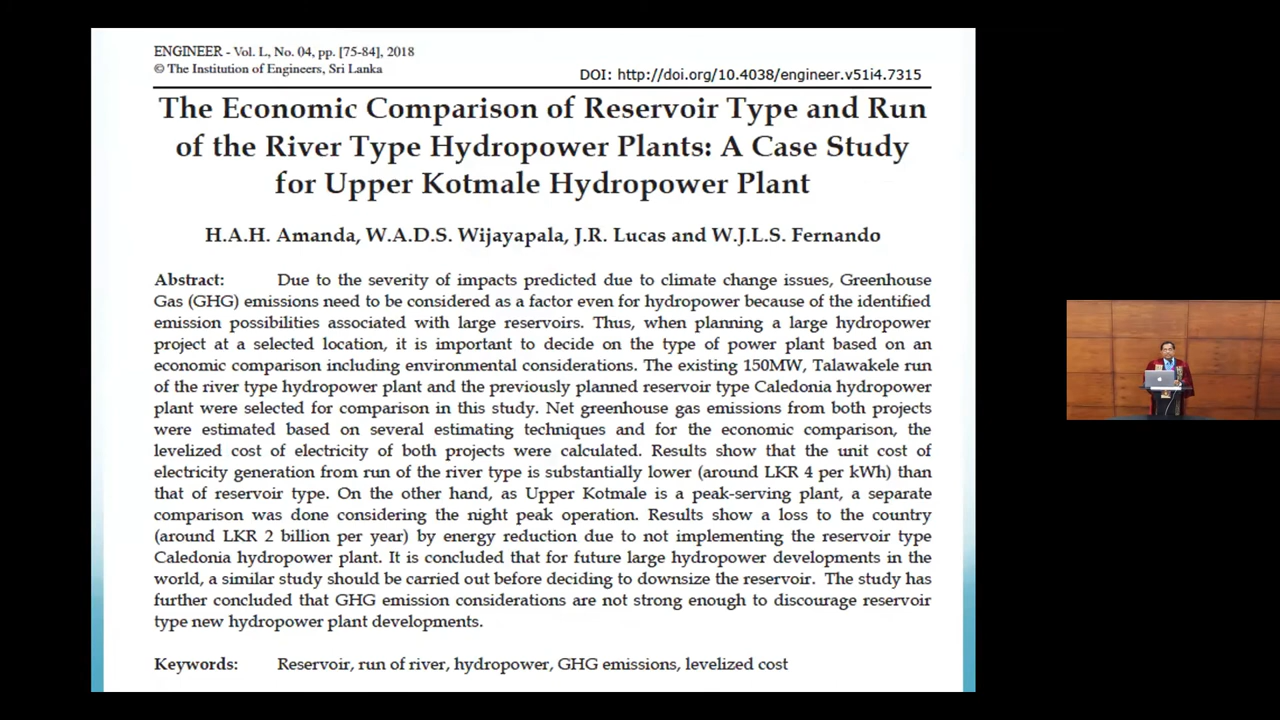 ENGINEER - Vol. L, No. 04, pp. [75-84], 2018
© The Institution of Engineers, Sri Lanka
DOI: http://doi.org/10.4038/engineer.v51i4.7315
The Economic Comparison of Reservoir Type and Run
of the River Type Hydropower Plants: A Case Study
for Upper Kotmale Hydropower Plant
H.A.H. Amanda, W.A.D.S. Wijayapala, J.R. Lucas and W.J.L.S. Fernando
Abstract: Due to the severity of impacts predicted due to climate change issues, Greenhouse
Gas (GHG) emissions need to be considered as a factor even for hydropower because of the identified
emission possibilities associated with large reservoirs. Thus, when planning a large hydropower
project at a selected location, it is important to decide on the type of power plant based on an
economic comparison including environmental considerations. The existing 150MW, Talawakele run
of the river type hydropower plant and the previously planned reservoir type Caledonia hydropower
plant were selected for comparison in this study. Net greenhouse gas emissions from both projects
were estimated based on several estimating techniques and for the economic comparison, the
levelized cost of electricity of both projects were calculated. Results show that the unit cost of
electricity generation from run of the river type is substantially lower (around LKR 4 per kWh) than
that of reservoir type. On the other hand, as Upper Kotmale is a peak-serving plant, a separate
comparison was done considering the night peak operation. Results show a loss to the country
(around LKR 2 billion per year) by energy reduction due to not implementing the reservoir type
Caledonia hydropower plant. It is concluded that for future large hydropower developments in the
world, a similar study should be carried out before deciding to downsize the reservoir. The study has
further concluded that GHG emission considerations are not strong enough to discourage reservoir
type new hydropower plant developments.
Keywords: Reservoir, run of river, hydropower, GHG emissions, levelized cost